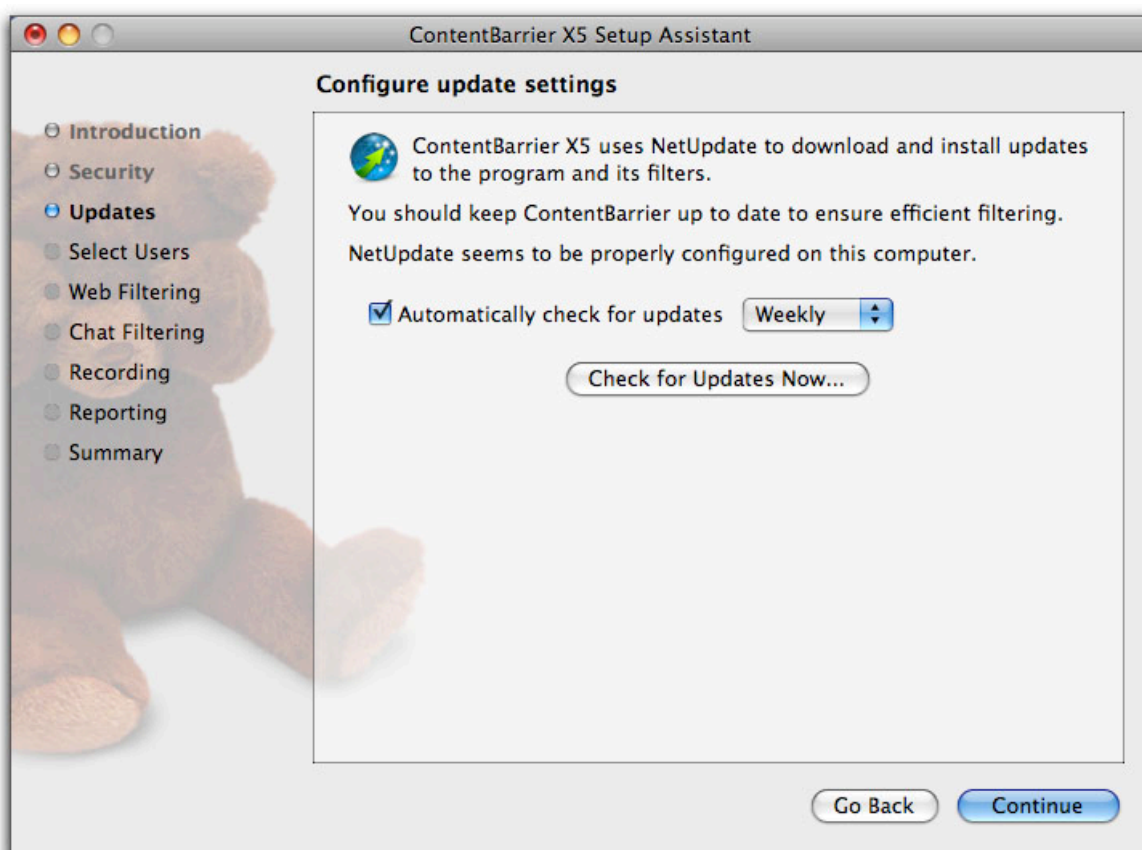 ContentBarrier X5 Setup Assistant
Configure update settings
Introduction
Security
Updates
Select Users
Web Filtering
Chat Filtering
Recording
Reporting
Summary
ContentBarrier X5 uses NetUpdate to download and install updates
to the program and its filters.
You should keep ContentBarrier up to date to ensure efficient filtering.
NetUpdate seems to be properly configured on this computer.
Automatically check for updates Weekly
Check for Updates Now...
Go Back Continue